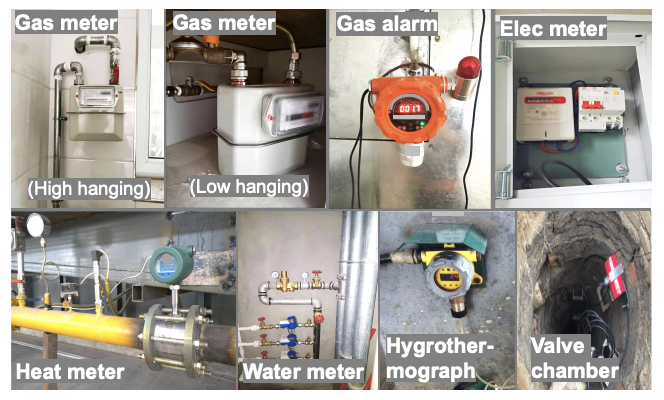 Gas meter
Gas meter
Gas alarm
Elec meter
(High hanging)
(Low hanging)
Heat meter
Water meter
Hygrother-
mograph
Valve
chamber